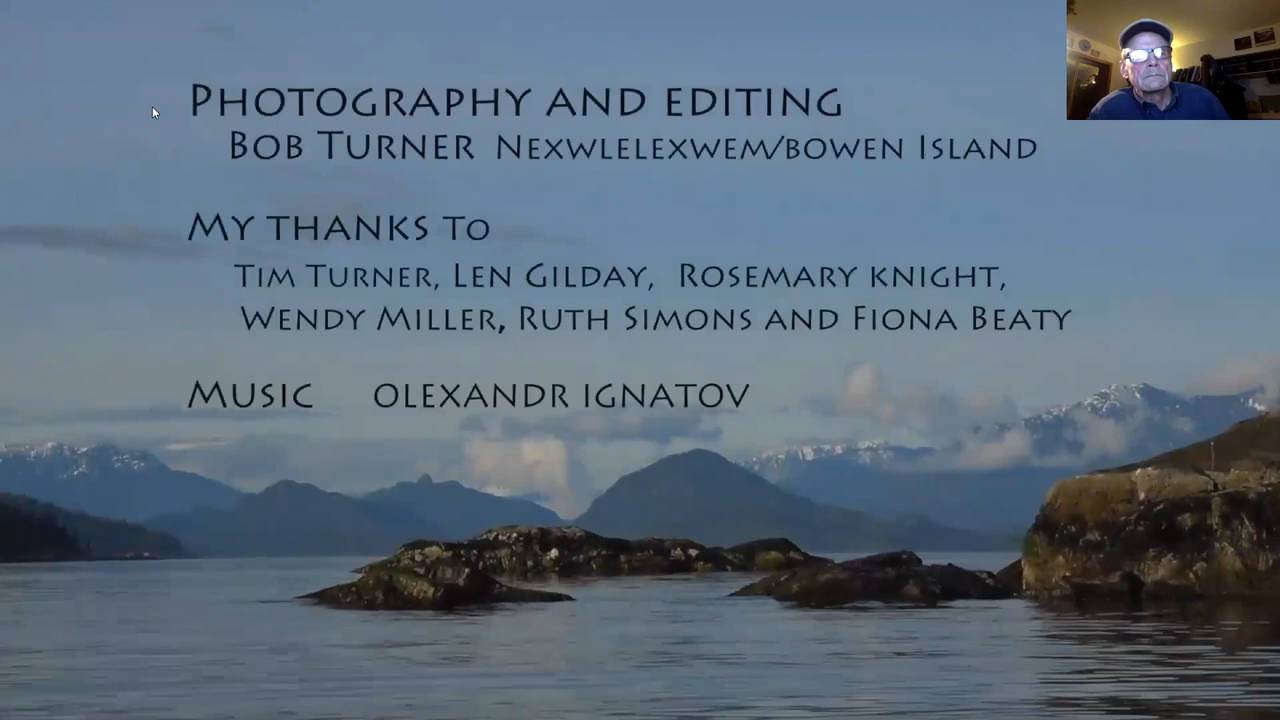 PHOTOGRAPHY AND EDITING
BOB TURNER NEXWLELEXWEM/BOWEN ISLAND
MY THANKS TO
TIM TURNER, LEN GILDAY, ROSEMARY KNIGHT,
WENDY MILLER, RUTH SIMONS AND FIONA BEATY
MUSIC OLEXANDR IGNATOV